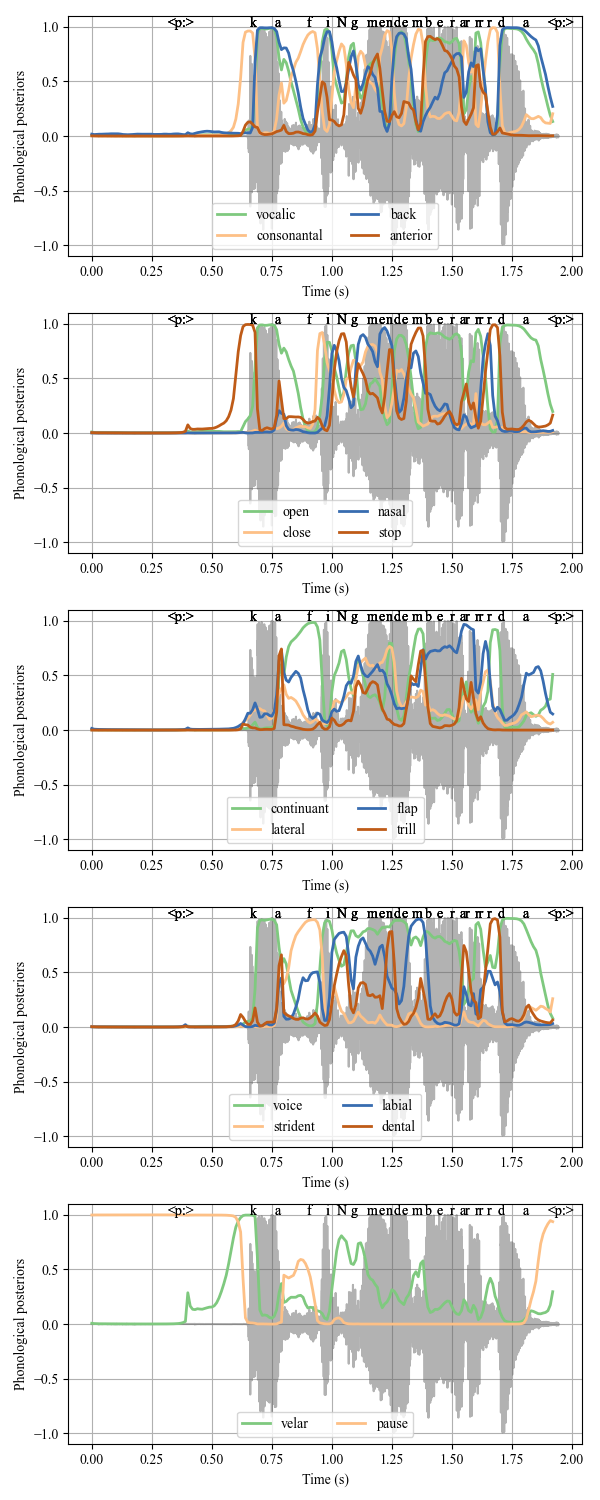 <p:> k a f i N g m e n d e m b e r a r rr r d a <p:>
1.0
0.5
0.0
−0.5
−1.0
Phonological posteriors
vocalic back
consonantal anterior
0.00 0.25 0.50 0.75 1.00 1.25 1.50 1.75 2.00
Time (s)
<p:> k a f i N g m e n d e m b e r a r rr r d a <p:>
1.0
0.5
0.0
−0.5
−1.0
Phonological posteriors
open nasal
close stop
0.00 0.25 0.50 0.75 1.00 1.25 1.50 1.75 2.00
Time (s)
<p:> k a f i N g m e n d e m b e r a r rr r d a <p:>
1.0
0.5
0.0
−0.5
−1.0
Phonological posteriors
continuant flap
lateral trill
0.00 0.25 0.50 0.75 1.00 1.25 1.50 1.75 2.00
Time (s)
<p:> k a f i N g m e n d e m b e r a r rr r d a <p:>
1.0
0.5
0.0
−0.5
−1.0
Phonological posteriors
voice labial
strident dental
0.00 0.25 0.50 0.75 1.00 1.25 1.50 1.75 2.00
Time (s)
<p:> k a f i N g m e n d e m b e r a r rr r d a <p:>
1.0
0.5
0.0
−0.5
−1.0
Phonological posteriors
velar pause
0.00 0.25 0.50 0.75 1.00 1.25 1.50 1.75 2.00
Time (s)